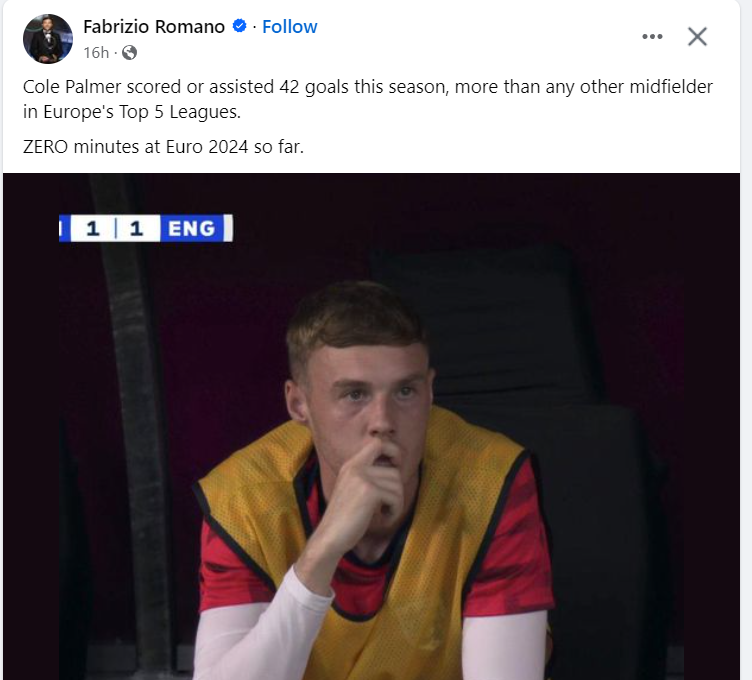 Fabrizio Romano · Follow
16h ·
Cole Palmer scored or assisted 42 goals this season, more than any other midfielder
in Europe's Top 5 Leagues.
ZERO minutes at Euro 2024 so far.
1 | 1 ENG